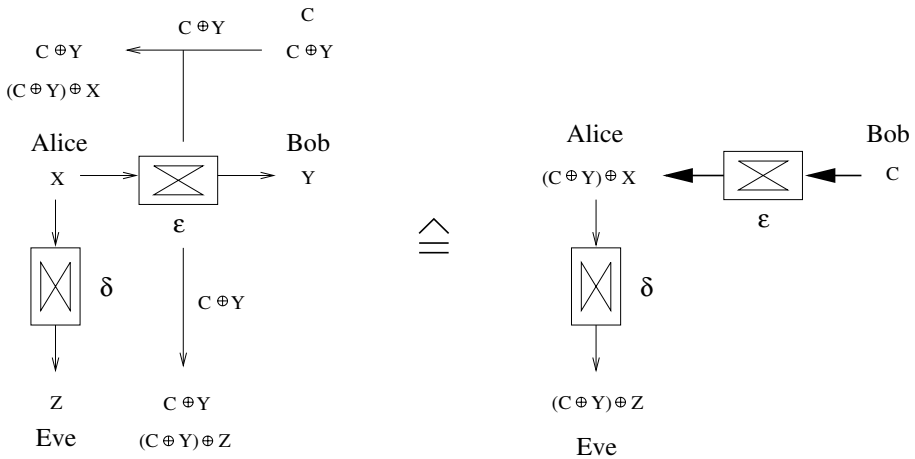 C
C⊕Y
C⊕Y
C⊕Y
(C⊕Y)⊕X
Alice
Bob
X
Y
ε
δ
C⊕Y
Z
C⊕Y
Eve
(C⊕Y)⊕Z
≙
Alice
Bob
(C⊕Y)⊕X
C
ε
δ
(C⊕Y)⊕Z
Eve